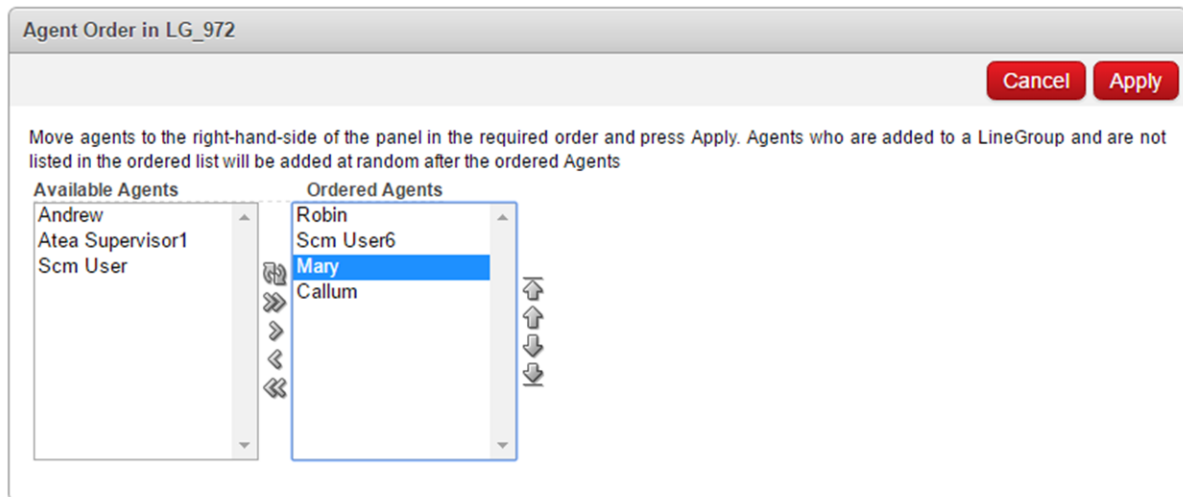 Agent Order in LG_972
Cancel Apply
Move agents to the right-hand-side of the panel in the required order and press Apply. Agents who are added to a LineGroup and are not
listed in the ordered list will be added at random after the ordered Agents
Available Agents
Andrew
Atea Supervisor1
Scm User
Ordered Agents
Robin
Scm User6
Mary
Callum